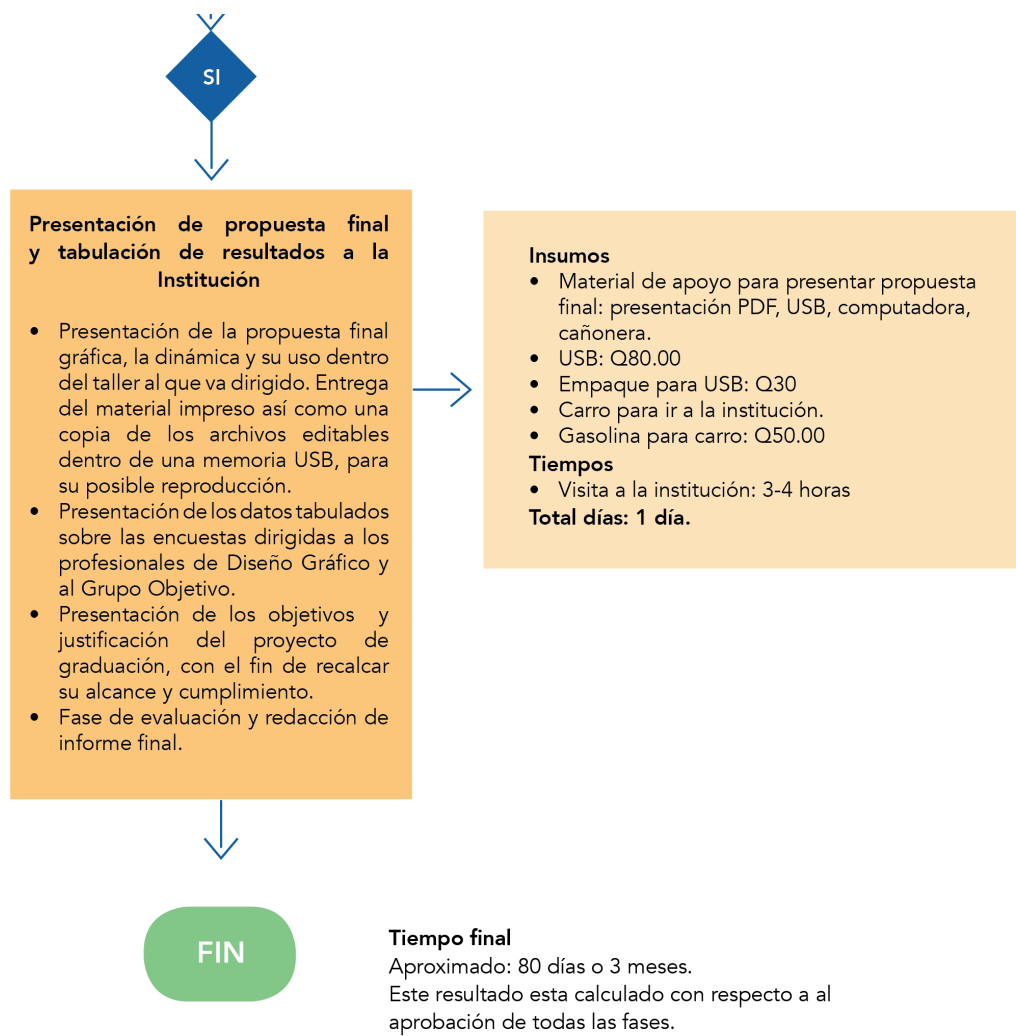 SI
Presentación de propuesta final
y tabulación de resultados a la
Institución
• Presentación de la propuesta final
gráfica, la dinámica y su uso dentro
del taller al que va dirigido. Entrega
del material impreso así como una
copia de los archivos editables
dentro de una memoria USB, para
su posible reproducción.
• Presentación de los datos tabulados
sobre las encuestas dirigidas a los
profesionales de Diseño Gráfico y
al Grupo Objetivo.
• Presentación de los objetivos y
justificación del proyecto de
graduación, con el fin de recalcar
su alcance y cumplimiento.
• Fase de evaluación y redacción de
informe final.
Insumos
• Material de apoyo para presentar propuesta
final: presentación PDF, USB, computadora,
cañonera.
• USB: Q80.00
• Empaque para USB: Q30
• Carro para ir a la institución.
• Gasolina para carro: Q50.00
Tiempos
• Visita a la institución: 3-4 horas
Total días: 1 día.
FIN
Tiempo final
Aproximado: 80 días o 3 meses.
Este resultado esta calculado con respecto a al
aprobación de todas las fases.